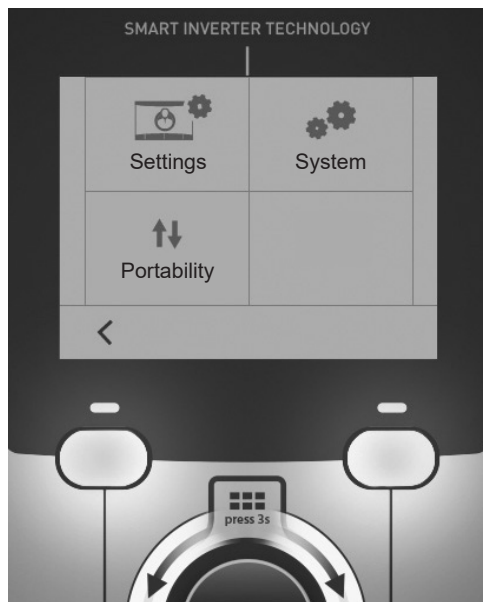 SMART INVERTER TECHNOLOGY
Settings
System
Portability
press 3s